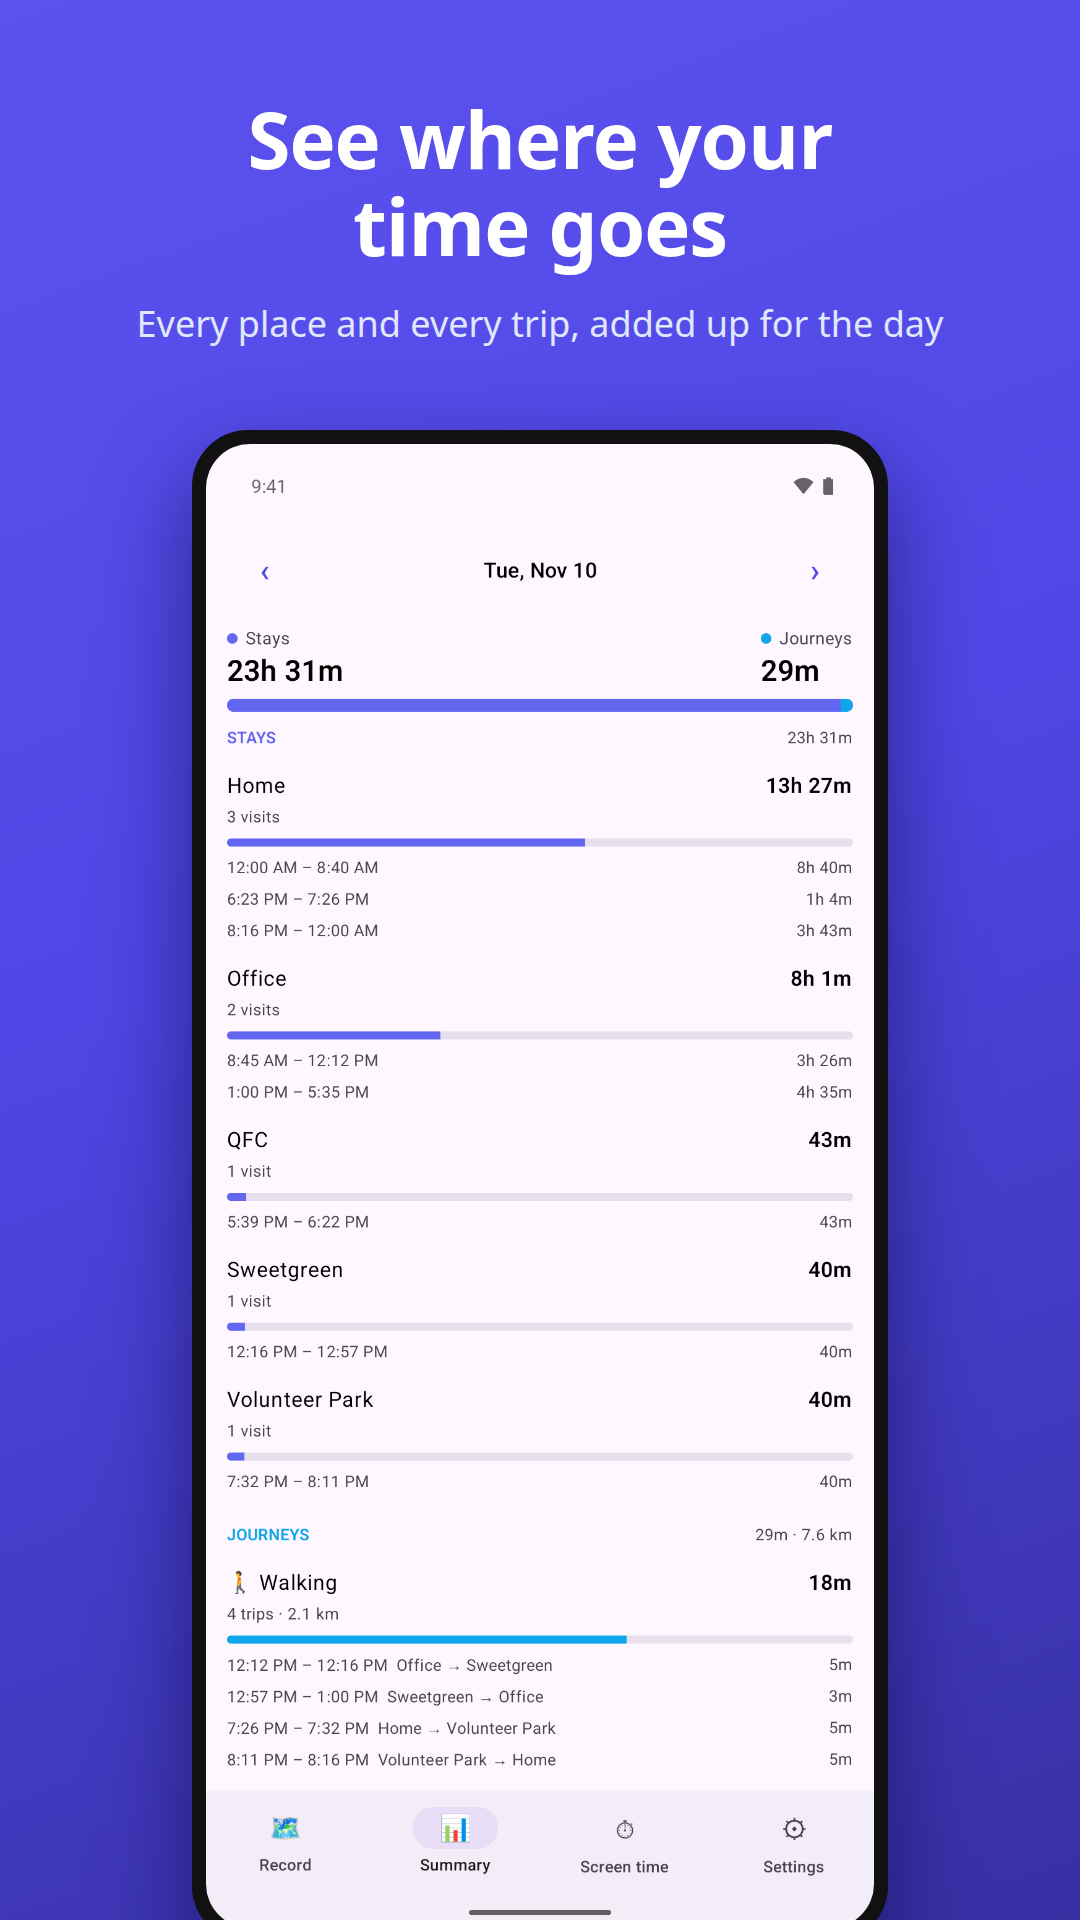 See where your
time goes
Every place and every trip, added up for the day
9:41
‹ Tue, Nov 10 ›
Stays Journeys
23h 31m 29m
STAYS 23h 31m
Home 13h 27m
3 visits
12:00 AM – 8:40 AM 8h 40m
6:23 PM – 7:26 PM 1h 4m
8:16 PM – 12:00 AM 3h 43m
Office 8h 1m
2 visits
8:45 AM – 12:12 PM 3h 26m
1:00 PM – 5:35 PM 4h 35m
QFC 43m
1 visit
5:39 PM – 6:22 PM 43m
Sweetgreen 40m
1 visit
12:16 PM – 12:57 PM 40m
Volunteer Park 40m
1 visit
7:32 PM – 8:11 PM 40m
JOURNEYS 29m · 7.6 km
🚶 Walking 18m
4 trips · 2.1 km
12:12 PM – 12:16 PM Office → Sweetgreen 5m
12:57 PM – 1:00 PM Sweetgreen → Office 3m
7:26 PM – 7:32 PM Home → Volunteer Park 5m
8:11 PM – 8:16 PM Volunteer Park → Home 5m
Record Summary Screen time Settings